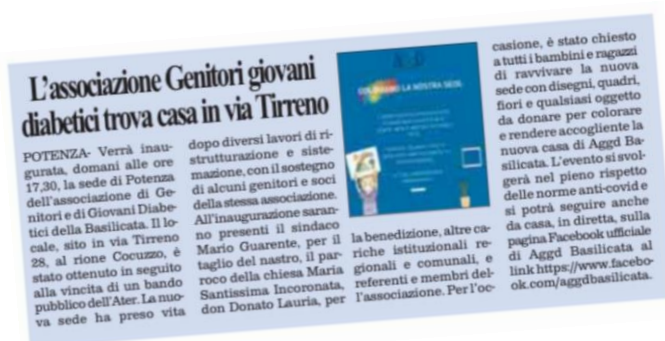 L'associazione Genitori giovani
diabetici trova casa in via Tirreno
POTENZA- Verrà inau-
gurata, domani alle ore
17,30, la sede di Potenza
dell'associazione di Ge-
nitori e di Giovani Diabe-
tici della Basilicata. Il lo-
cale, sito in via Tirreno
28, al rione Cocuzzo, è
stato ottenuto in seguito
alla vincita di un bando
pubblico dell'Ater. La nuo-
va sede ha preso vita
dopo diversi lavori di ri-
strutturazione e siste-
mazione, con il sostegno
di alcuni genitori e soci
della stessa associazione.
All'inaugurazione saran-
no presenti il sindaco
Mario Guarente, per il
taglio del nastro, il par-
roco della chiesa Maria
Santissima Incoronata,
don Donato Lauria, per
LA NOSTRA SEDE
la benedizione, altre ca-
riche istituzionali re-
gionali e comunali, e
referenti e membri del-
l'associazione. Per l'oc-
casione, è stato chiesto
a tutti i bambini e ragazzi
di ravvivare la nuova
sede con disegni, quadri,
fiori e qualsiasi oggetto
da donare per colorare
e rendere accogliente la
nuova casa di Aggd Ba-
silicata. L'evento si svol-
gerà nel pieno rispetto
delle norme anti-covid e
si potrà seguire anche
da casa, in diretta, sulla
pagina Facebook ufficiale
di Aggd Basilicata al
link https://www.facebo-
ok.com/aggdbasilicata.